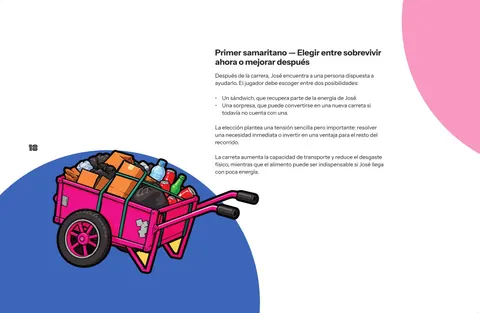 Primer samaritano — Elegir entre sobrevivir
ahora o mejorar después
Después de la carrera, José encuentra a una persona dispuesta a
ayudarlo. El jugador debe escoger entre dos posibilidades:
• Un sándwich, que recupera parte de la energía de José.
• Una sorpresa, que puede convertirse en una nueva carreta si
todavía no cuenta con una.
La elección plantea una tensión sencilla pero importante: resolver
una necesidad inmediata o invertir en una ventaja para el resto del
recorrido.
18
La carreta aumenta la capacidad de transporte y reduce el desgaste
físico, mientras que el alimento puede ser indispensable si José llega
con poca energía.